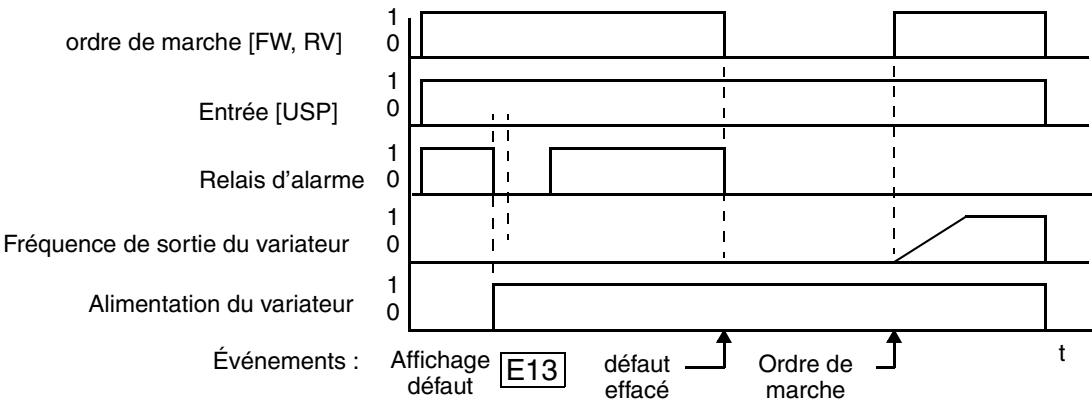 ordre de marche [FW, RV]
1
0
Entrée [USP]
1
0
Relais d’alarme
1
0
Fréquence de sortie du variateur
1
0
Alimentation du variateur
1
0
t
Événements :
Affichage
défaut
E13
défaut
effacé
Ordre de
marche